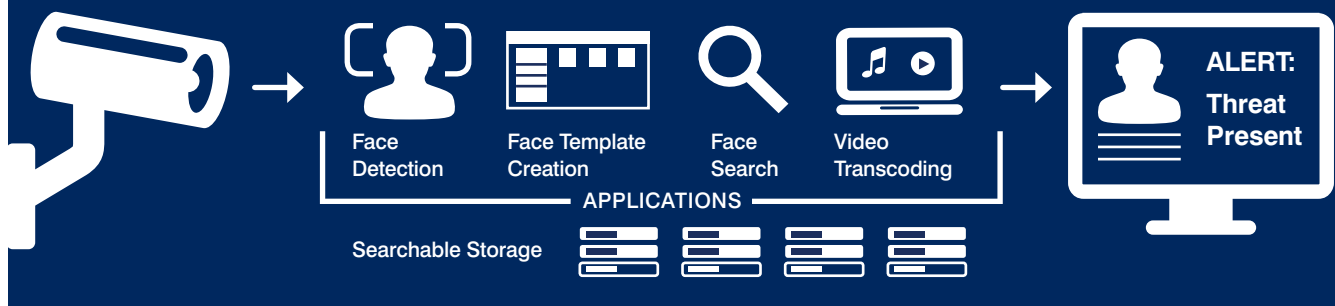 Face
Detection
Face Template
Creation
Face
Search
Video
Transcoding
APPLICATIONS
Searchable Storage
ALERT:
Threat
Present